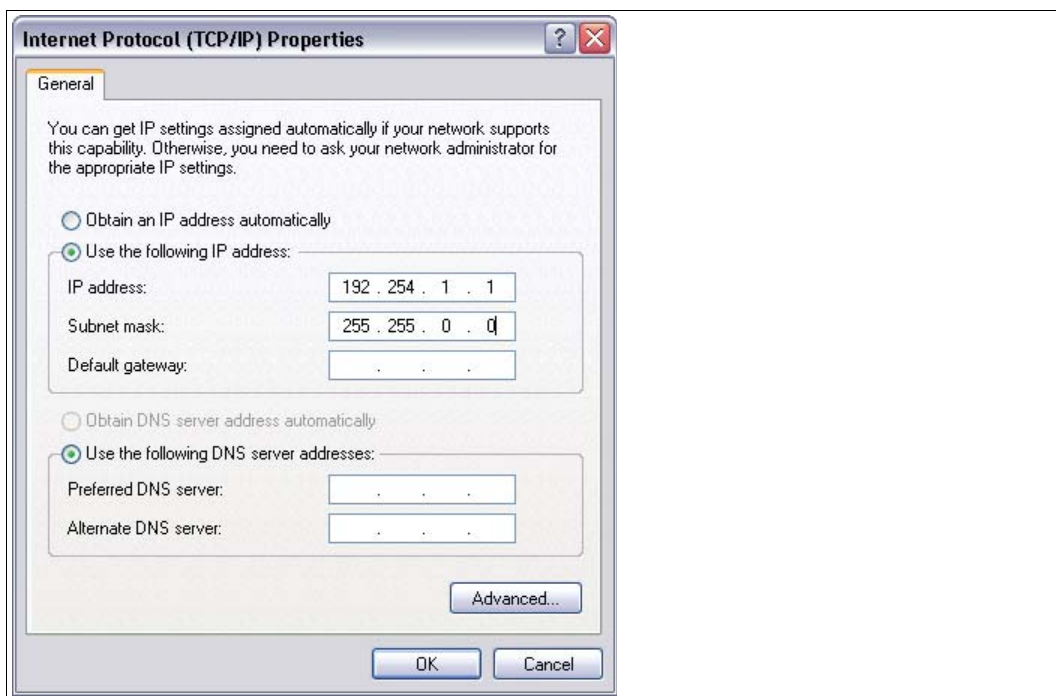 Internet Protocol (TCP/IP) Properties
?
General
You can get IP settings assigned automatically if your network supports
this capability. Otherwise, you need to ask your network administrator for
the appropriate IP settings.
Obtain an IP address automatically
Use the following IP address:
IP address: 192 . 254 . 1 . 1
Subnet mask: 255 . 255 . 0 . 0
Default gateway: . . .
Obtain DNS server address automatically
Use the following DNS server addresses:
Preferred DNS server: . . .
Alternate DNS server: . . .
Advanced...
OK Cancel